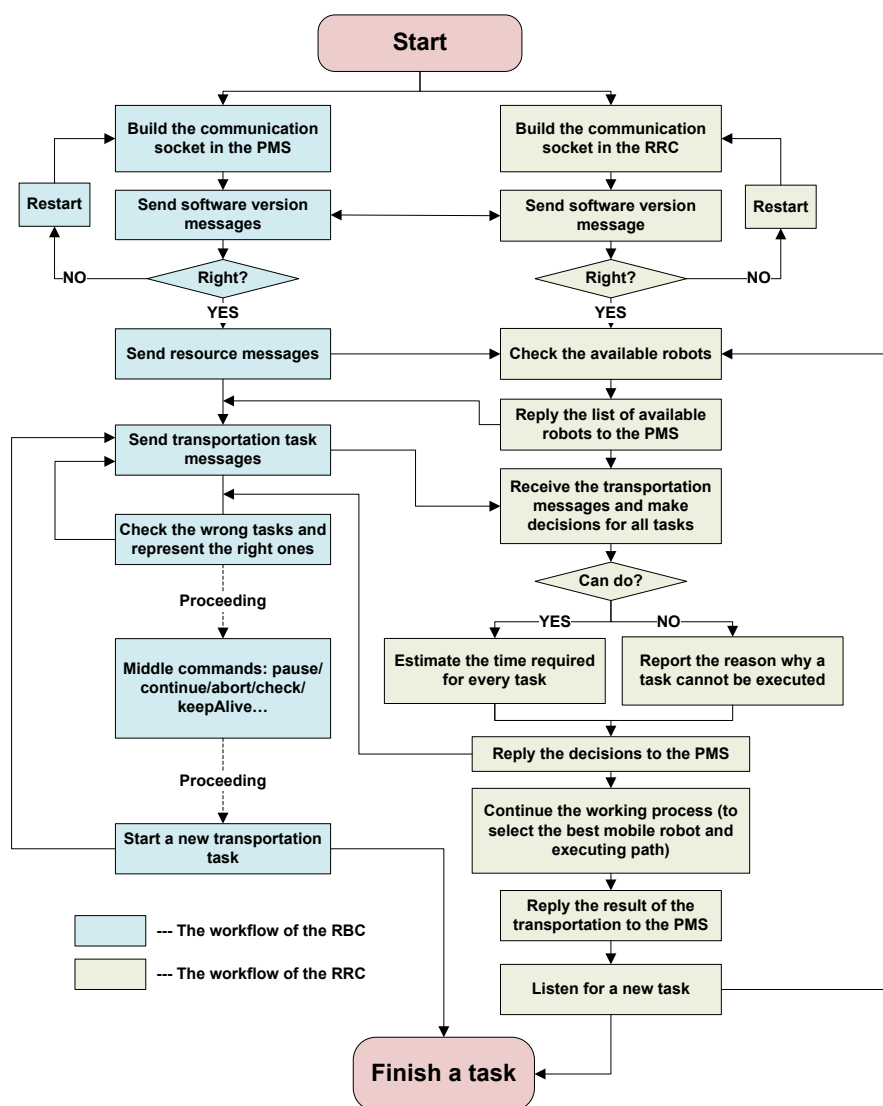 Start
Build the communication
socket in the PMS
Build the communication
socket in the RRC
Restart
Send software version
messages
Send software version
message
Restart
NO
Right?
Right?
NO
YES
YES
Send resource messages
Check the available robots
Reply the list of available
robots to the PMS
Send transportation task
messages
Receive the transportation
messages and make
decisions for all tasks
Check the wrong tasks and
represent the right ones
Can do?
Proceeding
YES
NO
Middle commands: pause/
continue/abort/check/
keepAlive…
Estimate the time required
for every task
Report the reason why a
task cannot be executed
Reply the decisions to the PMS
Proceeding
Continue the working process (to
select the best mobile robot and
executing path)
Start a new transportation
task
Reply the result of the
transportation to the PMS
--- The workflow of the RBC
--- The workflow of the RRC
Listen for a new task
Finish a task